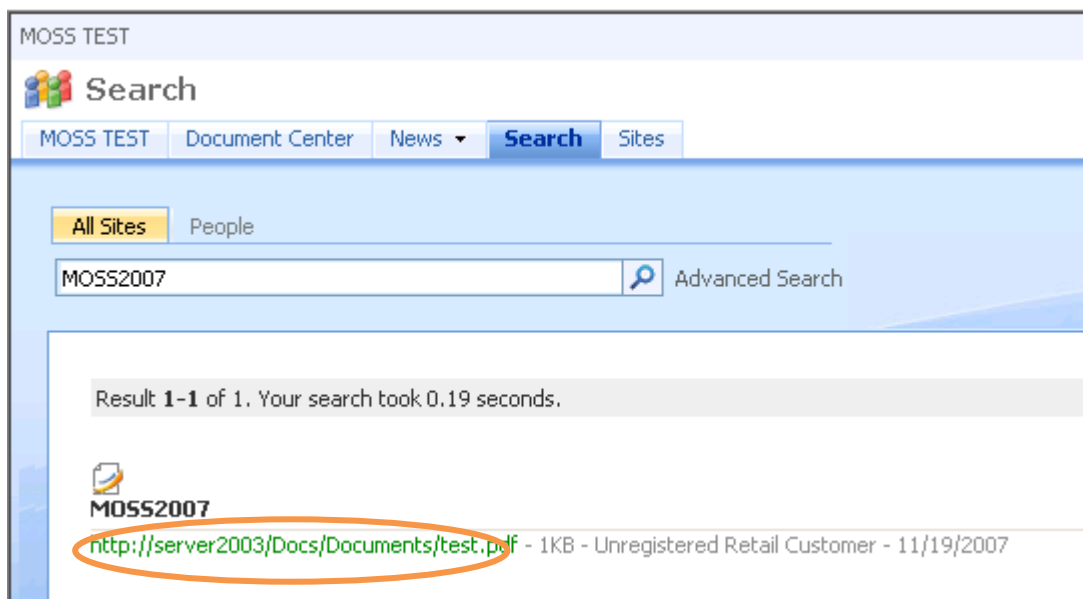 MOSS TEST
Search
MOSS TEST Document Center News Search Sites
All Sites People
MOSS2007 Advanced Search
Result 1-1 of 1. Your search took 0.19 seconds.
MOSS2007
http://server2003/Docs/Documents/test.pdf - 1KB - Unregistered Retail Customer - 11/19/2007